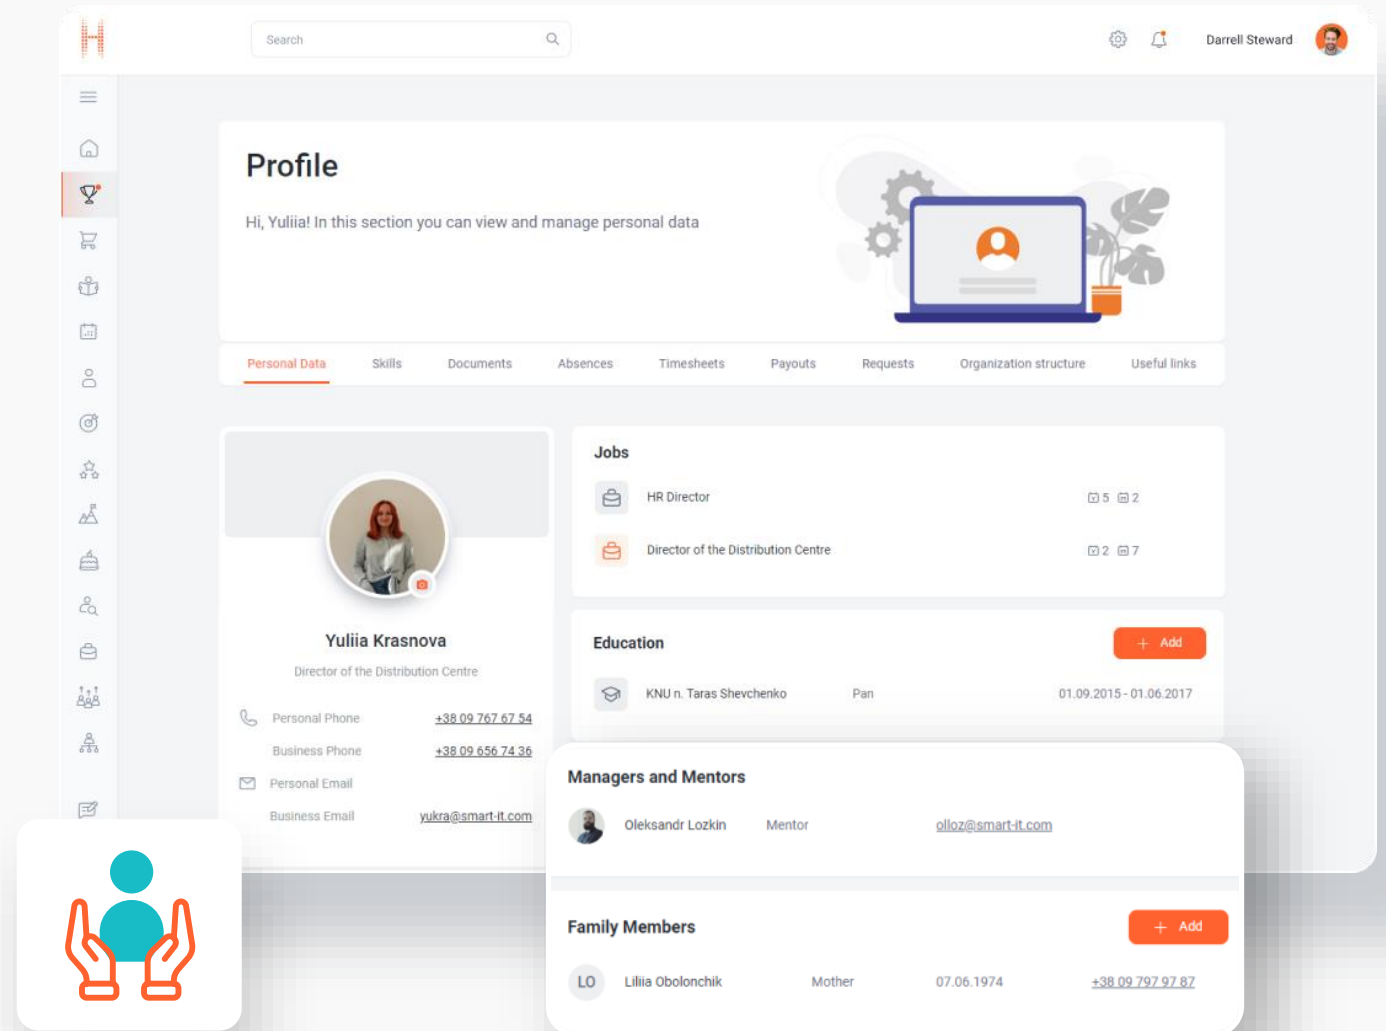 H
Search
Darrell Steward
Profile
Hi, Yuliia! In this section you can view and manage personal data
Personal Data Skills Documents Absences Timesheets Payouts Requests Organization structure Useful links
Jobs
HR Director 5 2
Director of the Distribution Centre 2 7
Yuliia Krasnova
Director of the Distribution Centre
Personal Phone +38 09 767 67 54
Business Phone +38 09 656 74 36
Personal Email
Business Email yukra@smart-it.com
Education + Add
KNU n. Taras Shevchenko Pan 01.09.2015 - 01.06.2017
Managers and Mentors
Oleksandr Lozkin Mentor olloz@smart-it.com
Family Members + Add
LO Liliia Obolonchik Mother 07.06.1974 +38 09 797 97 87